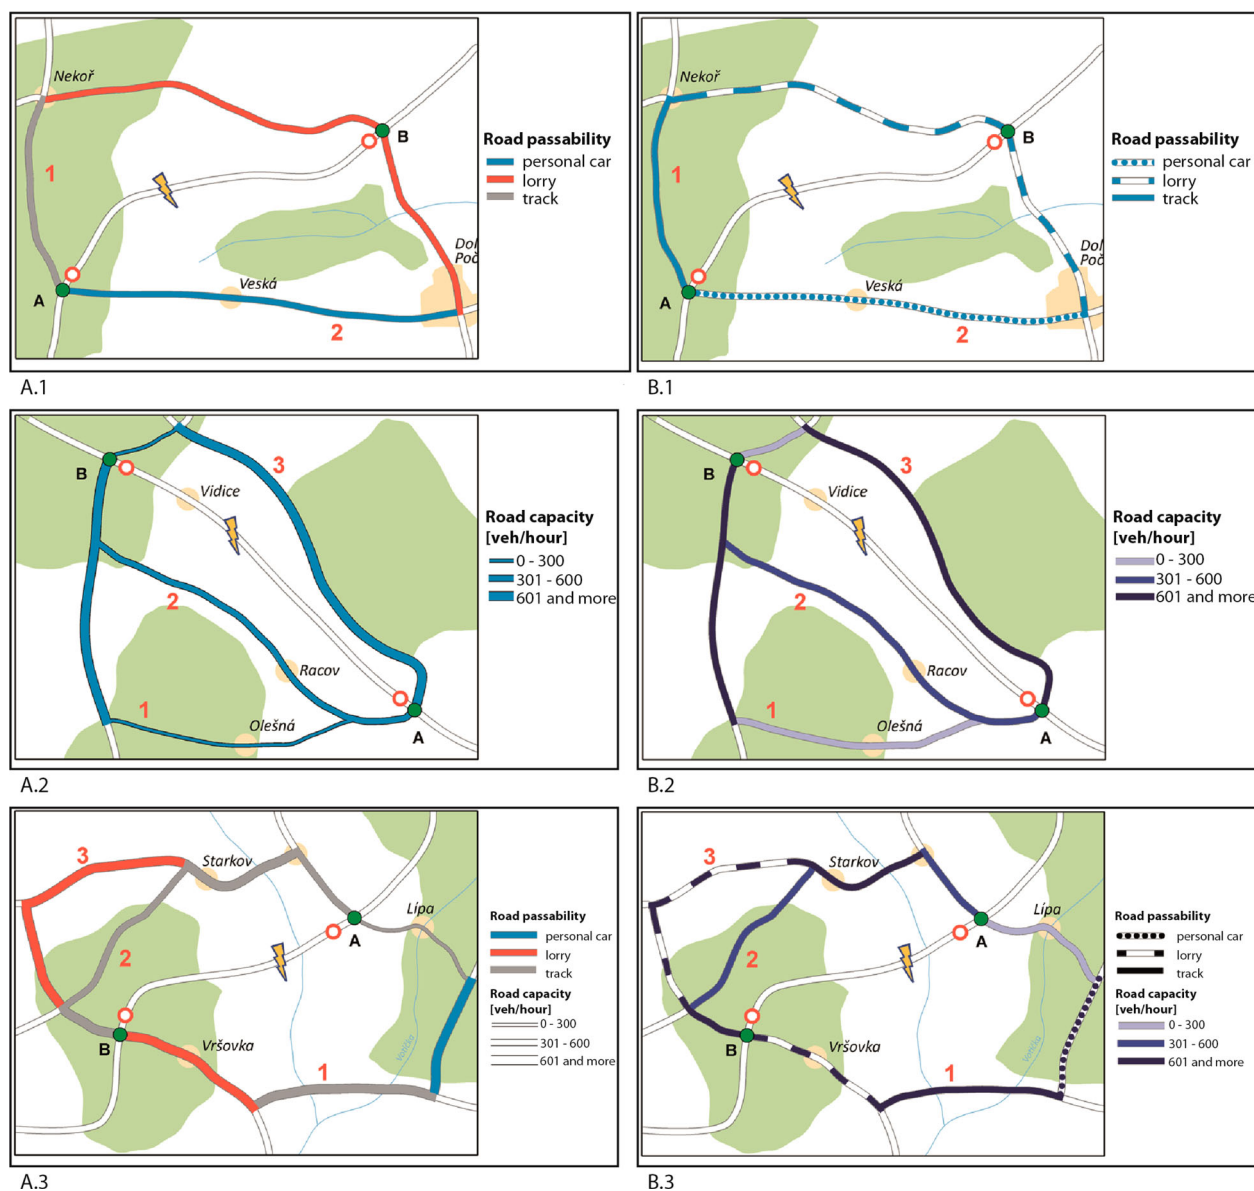 Nekoř
1
B
Road passability
personal car
lorry
track
Dol
Poč
Veská
A
2
A.1
Nekoř
1
B
Road passability
personal car
lorry
track
Dol
Poč
Veská
A
2
B.1
B
3
Vidice
Road capacity
[veh/hour]
0 - 300
301 - 600
601 and more
2
Racov
1
Olešná
A
A.2
B
3
Vidice
Road capacity
[veh/hour]
0 - 300
301 - 600
601 and more
2
Racov
1
Olešná
A
B.2
3
Starkov
Lípa
A
2
Road passability
personal car
lorry
track
Road capacity
[veh/hour]
0 - 300
301 - 600
601 and more
B
Vršovka
1
A.3
3
Starkov
Lípa
A
2
Road passability
personal car
lorry
track
Road capacity
[veh/hour]
0 - 300
301 - 600
601 and more
B
Vršovka
1
B.3